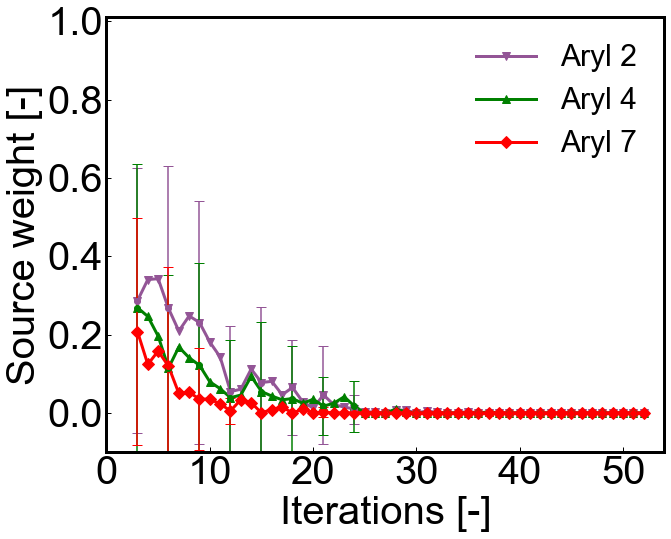 1.0
0.8
0.6
0.4
0.2
0.0
Source weight [-]
Aryl 2
Aryl 4
Aryl 7
0 10 20 30 40 50
Iterations [-]